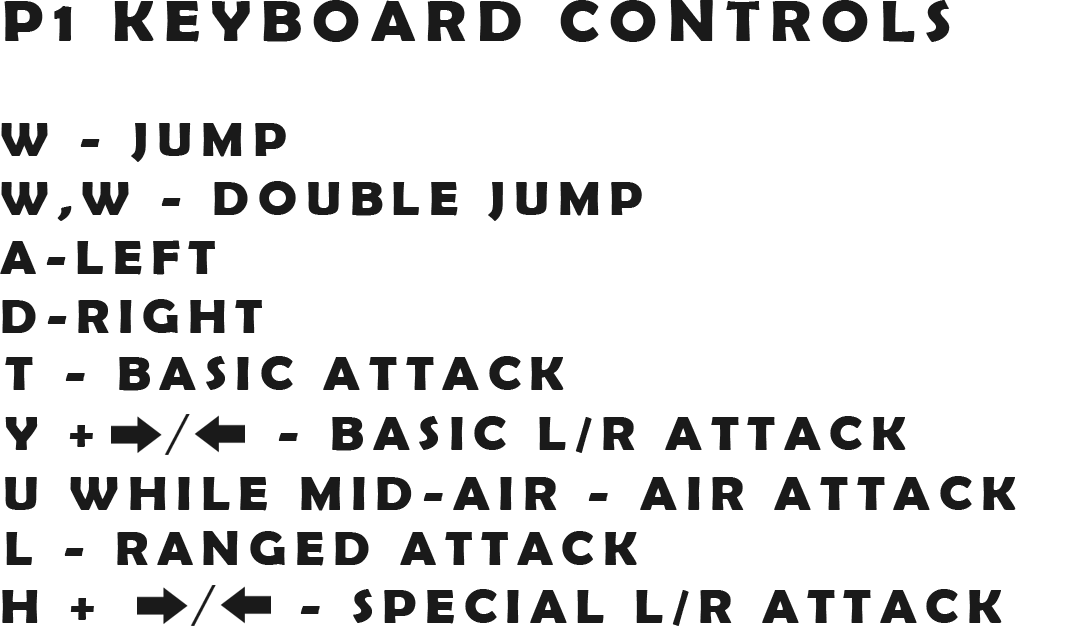 P1 KEYBOARD CONTROLS
W - JUMP
W,W - DOUBLE JUMP
A-LEFT
D-RIGHT
T - BASIC ATTACK
Y + ➡/⬅ - BASIC L/R ATTACK
U WHILE MID-AIR - AIR ATTACK
L - RANGED ATTACK
H + ➡/⬅ - SPECIAL L/R ATTACK